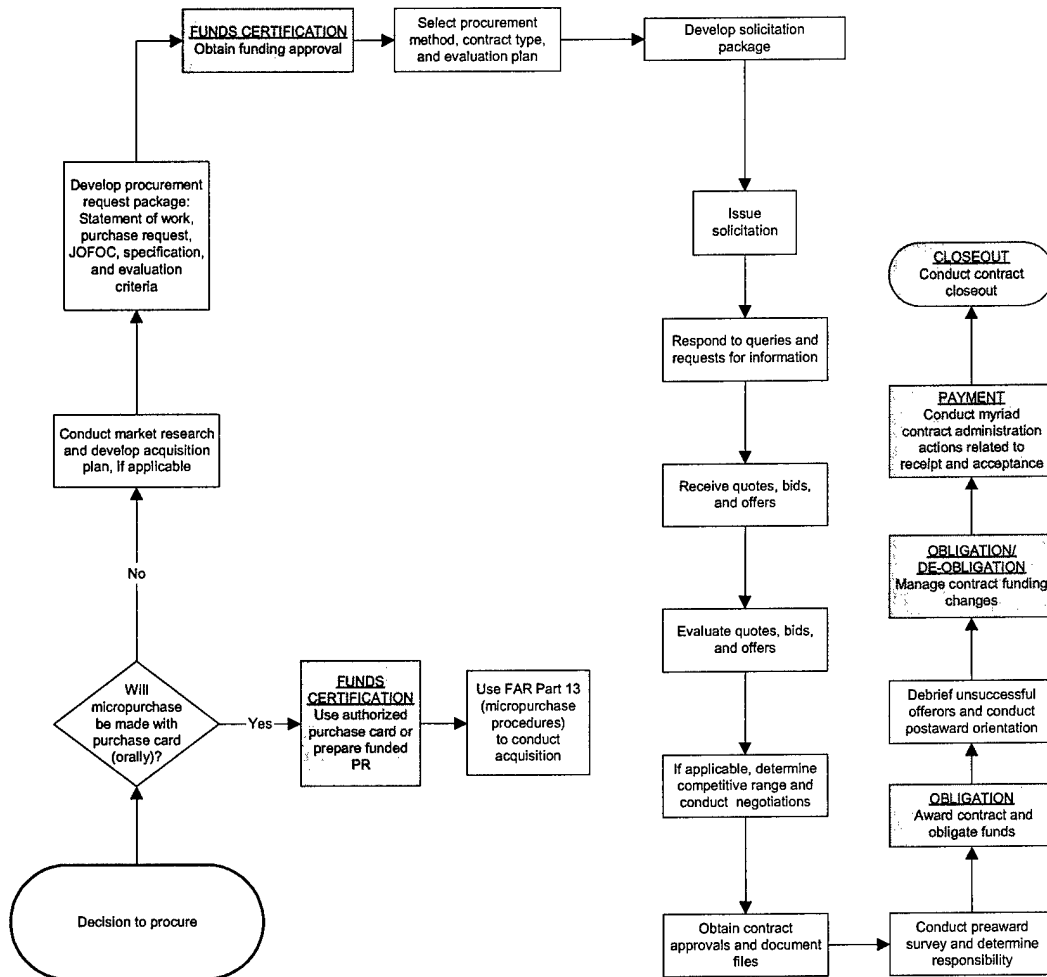 Decision to procure
Will
micropurchase
be made with
purchase card
(orally)?
Yes
FUNDS
CERTIFICATION
Use authorized
purchase card or
prepare funded
PR
Use FAR Part 13
(micropurchase
procedures)
to conduct
acquisition
No
Conduct market research
and develop acquisition
plan, if applicable
Develop procurement
request package:
Statement of work,
purchase request,
JOFOC, specification,
and evaluation
criteria
FUNDS CERTIFICATION
Obtain funding approval
Select procurement
method, contract type,
and evaluation plan
Develop solicitation
package
Issue
solicitation
Respond to queries and
requests for information
Receive quotes, bids,
and offers
Evaluate quotes, bids,
and offers
If applicable, determine
competitive range and
conduct negotiations
Obtain contract
approvals and document
files
Conduct preaward
survey and determine
responsibility
OBLIGATION
Award contract and
obligate funds
Debrief unsuccessful
offerors and conduct
postaward orientation
OBLIGATION/
DE-OBLIGATION
Manage contract funding
changes
PAYMENT
Conduct myriad
contract administration
actions related to
receipt and acceptance
CLOSEOUT
Conduct contract
closeout